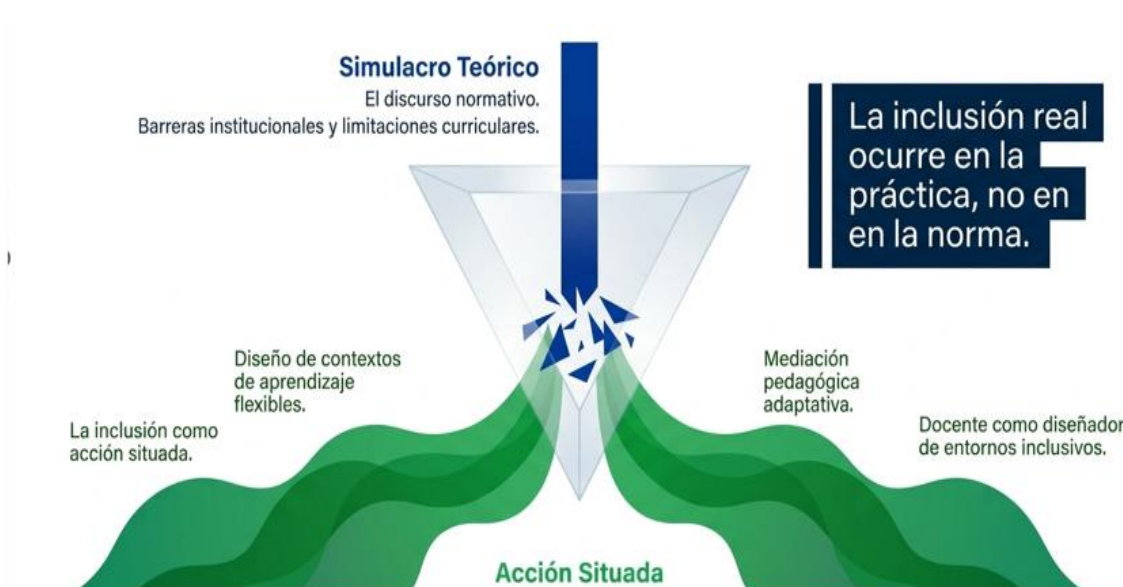 Simulacro Teórico
El discurso normativo.
Barreras institucionales y limitaciones curriculares.
La inclusión real
ocurre en la
práctica, no en
en la norma.
Diseño de contextos
de aprendizaje
flexibles.
La inclusión como
acción situada.
Mediación
pedagógica
adaptativa.
Docente como diseñador
de entornos inclusivos.
Acción Situada